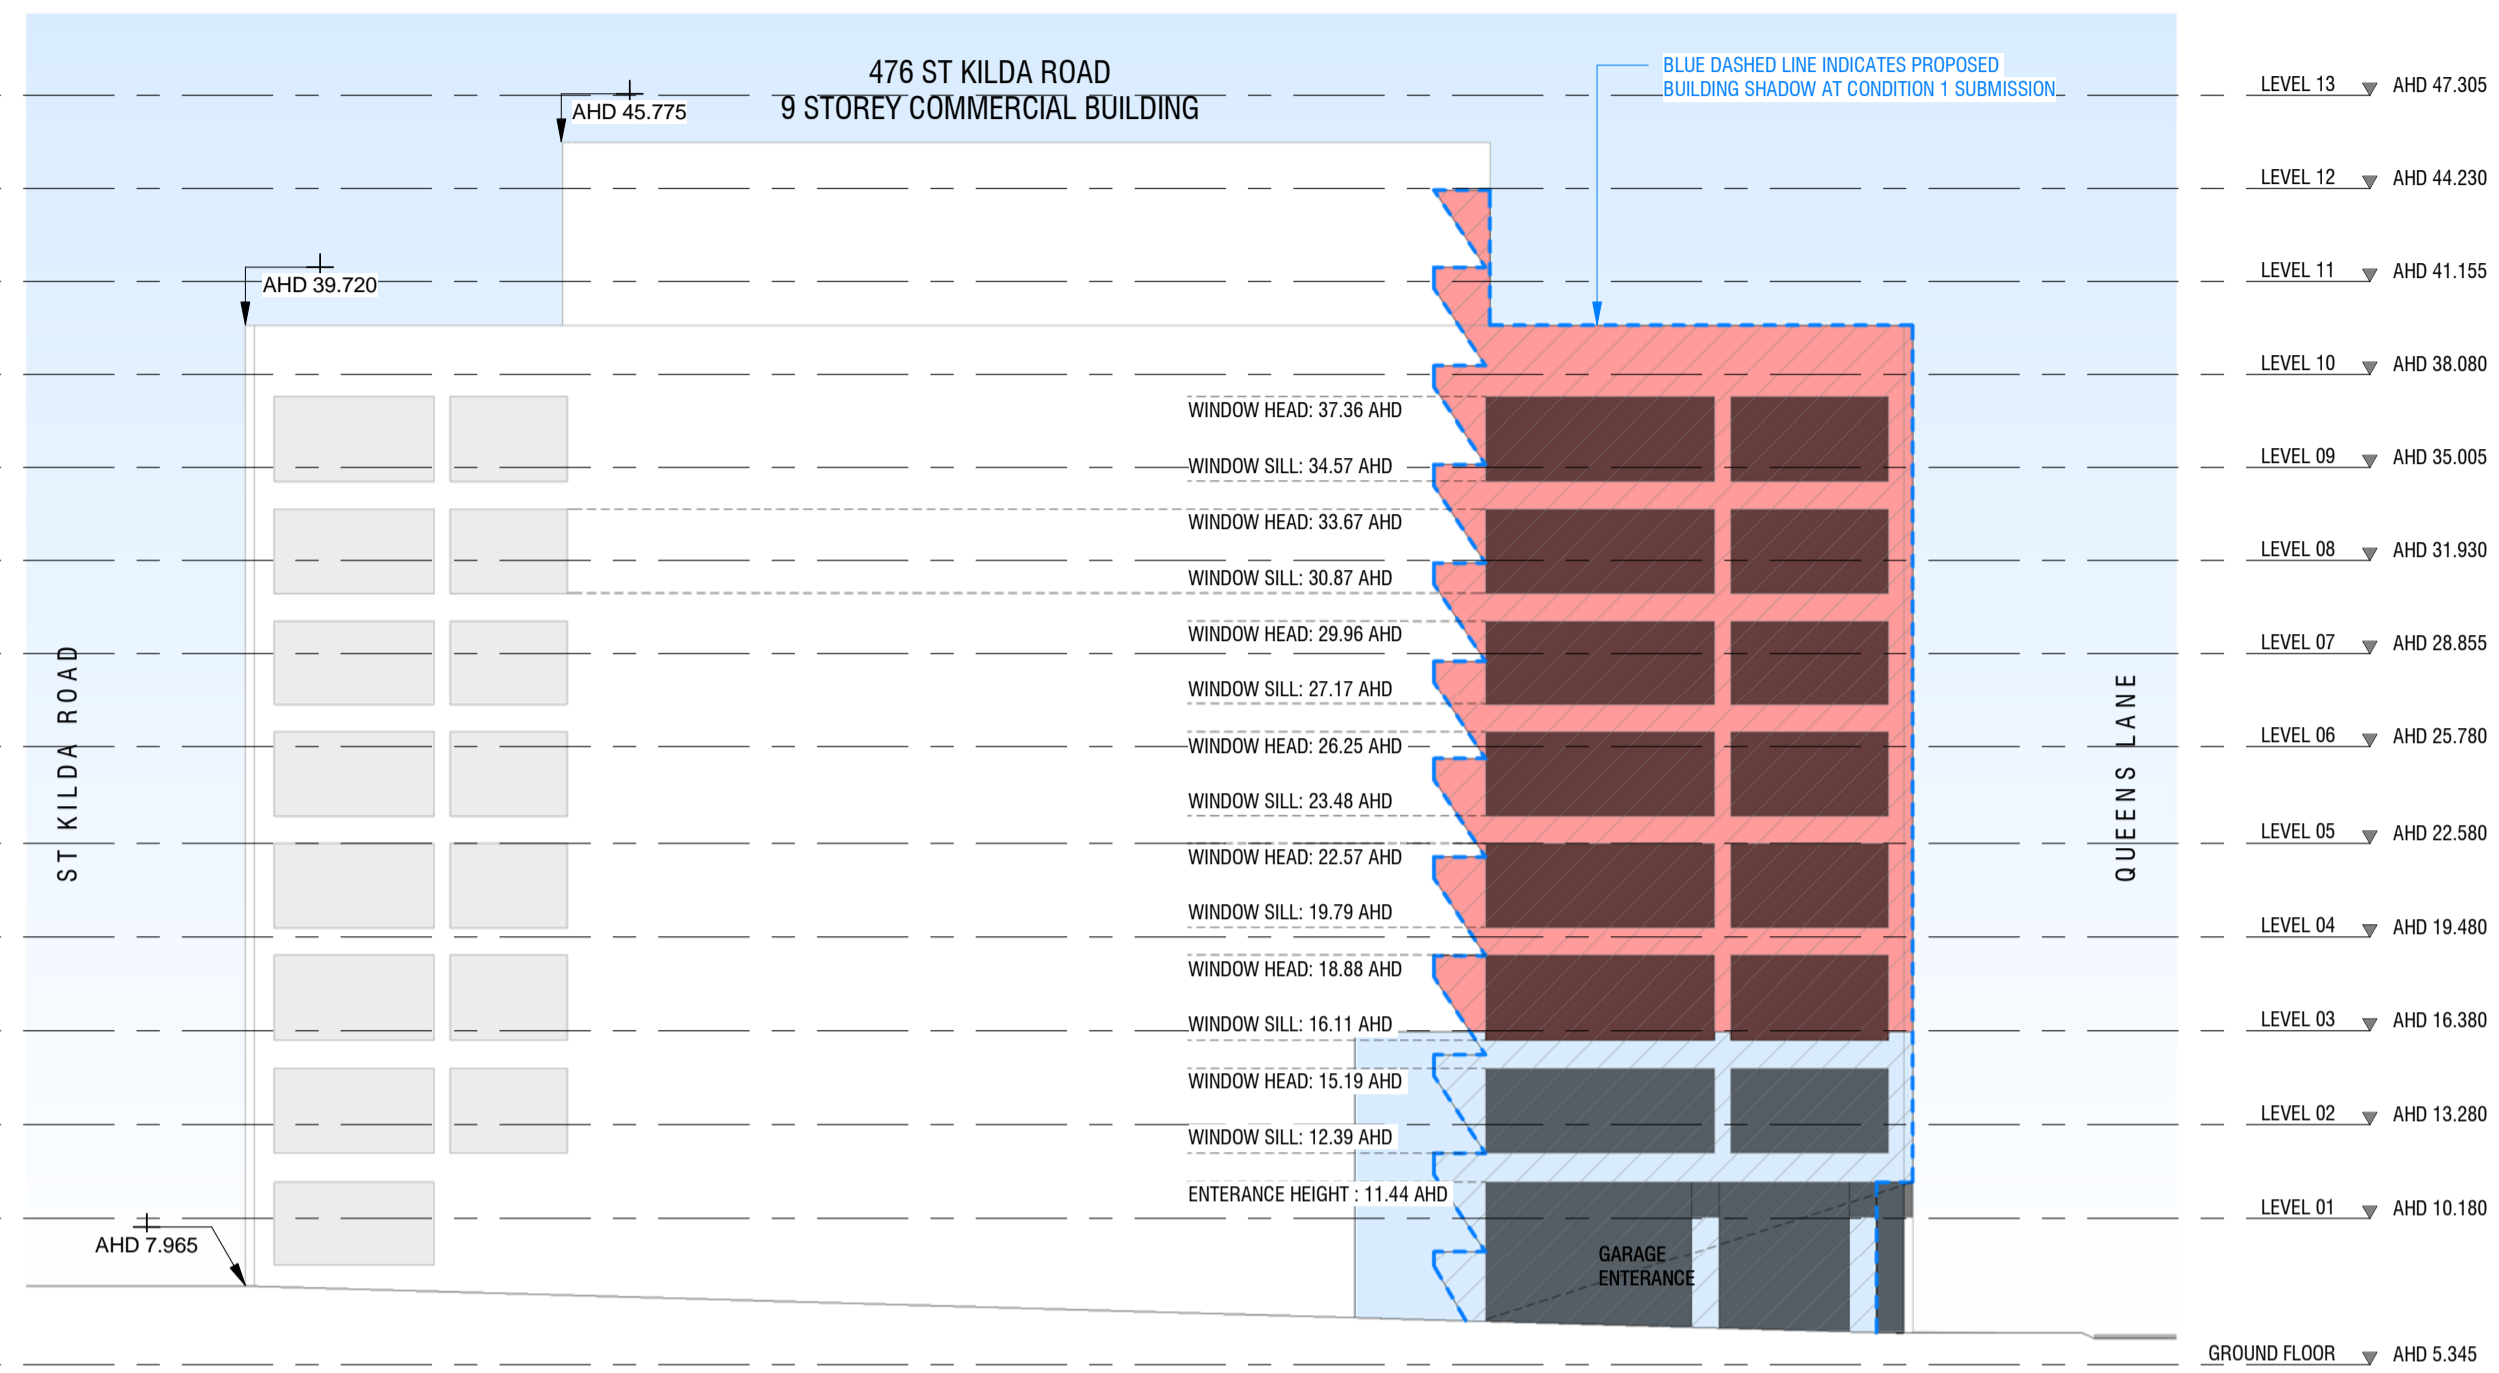 476 ST KILDA ROAD
9 STOREY COMMERCIAL BUILDING
BLUE DASHED LINE INDICATES PROPOSED
BUILDING SHADOW AT CONDITION 1 SUBMISSION
AHD 45.775
AHD 39.720
AHD 7.965
ST KILDA ROAD
QUEENS LANE
WINDOW HEAD: 37.36 AHD
WINDOW SILL: 34.57 AHD
WINDOW HEAD: 33.67 AHD
WINDOW SILL: 30.87 AHD
WINDOW HEAD: 29.96 AHD
WINDOW SILL: 27.17 AHD
WINDOW HEAD: 26.25 AHD
WINDOW SILL: 23.48 AHD
WINDOW HEAD: 22.57 AHD
WINDOW SILL: 19.79 AHD
WINDOW HEAD: 18.88 AHD
WINDOW SILL: 16.11 AHD
WINDOW HEAD: 15.19 AHD
WINDOW SILL: 12.39 AHD
ENTERANCE HEIGHT : 11.44 AHD
GARAGE
ENTERANCE
LEVEL 13 AHD 47.305
LEVEL 12 AHD 44.230
LEVEL 11 AHD 41.155
LEVEL 10 AHD 38.080
LEVEL 09 AHD 35.005
LEVEL 08 AHD 31.930
LEVEL 07 AHD 28.855
LEVEL 06 AHD 25.780
LEVEL 05 AHD 22.580
LEVEL 04 AHD 19.480
LEVEL 03 AHD 16.380
LEVEL 02 AHD 13.280
LEVEL 01 AHD 10.180
GROUND FLOOR AHD 5.345